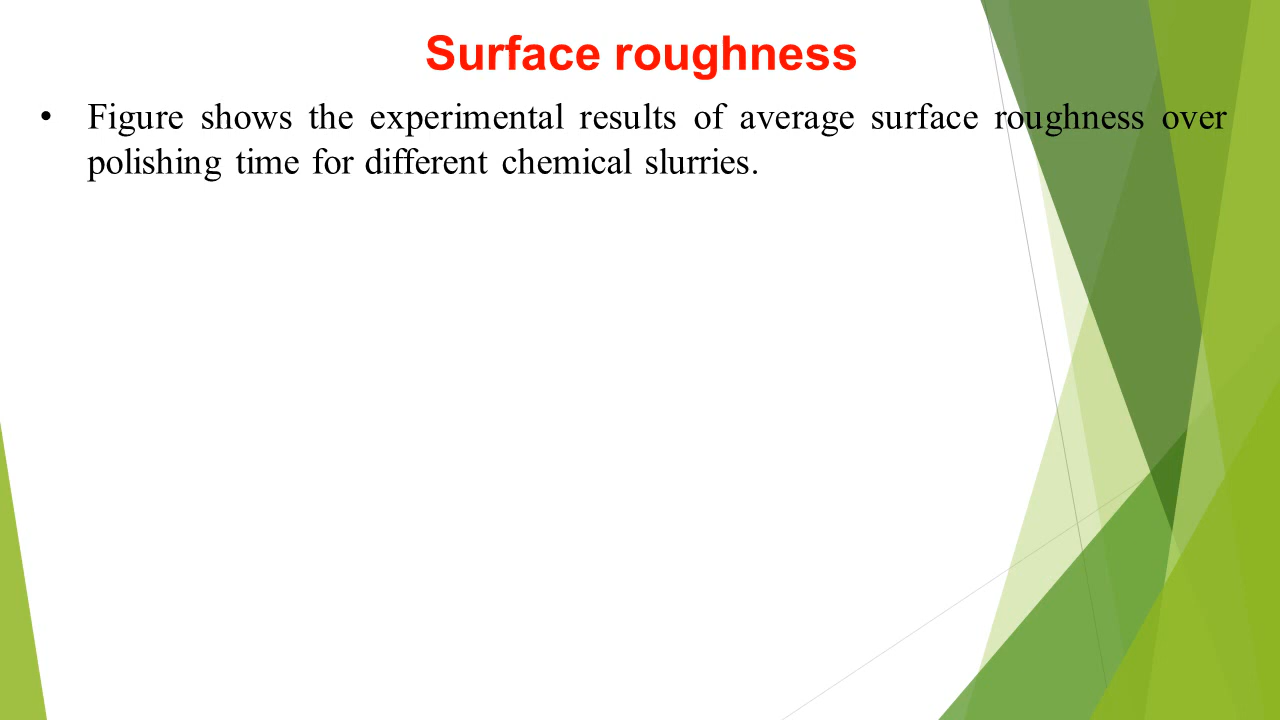 Surface roughness
• Figure shows the experimental results of average surface roughness over
polishing time for different chemical slurries.